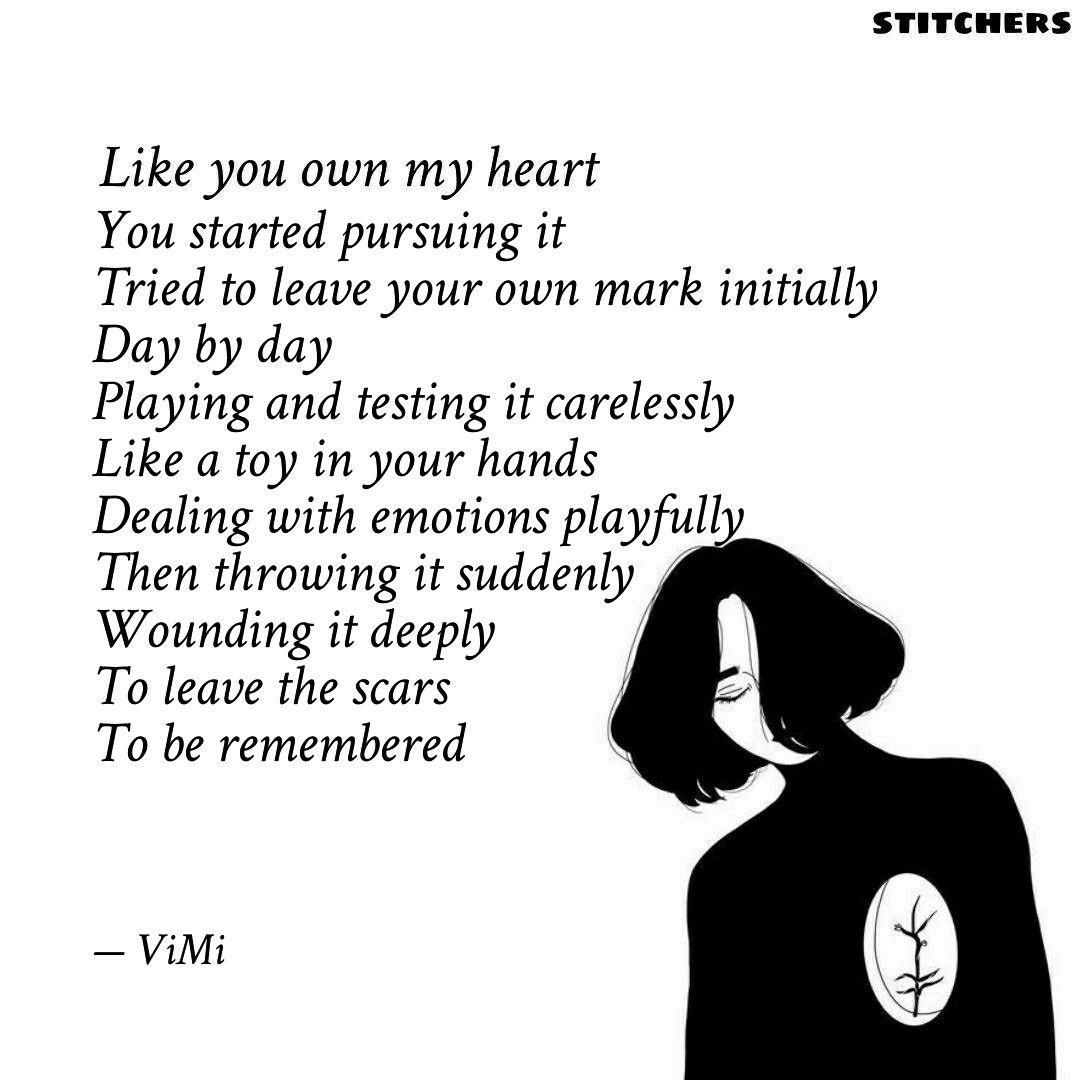 STITCHERS
Like you own my heart
You started pursuing it
Tried to leave your own mark initially
Day by day
Playing and testing it carelessly
Like a toy in your hands
Dealing with emotions playfully
Then throwing it suddenly
Wounding it deeply
To leave the scars
To be remembered
— ViMi